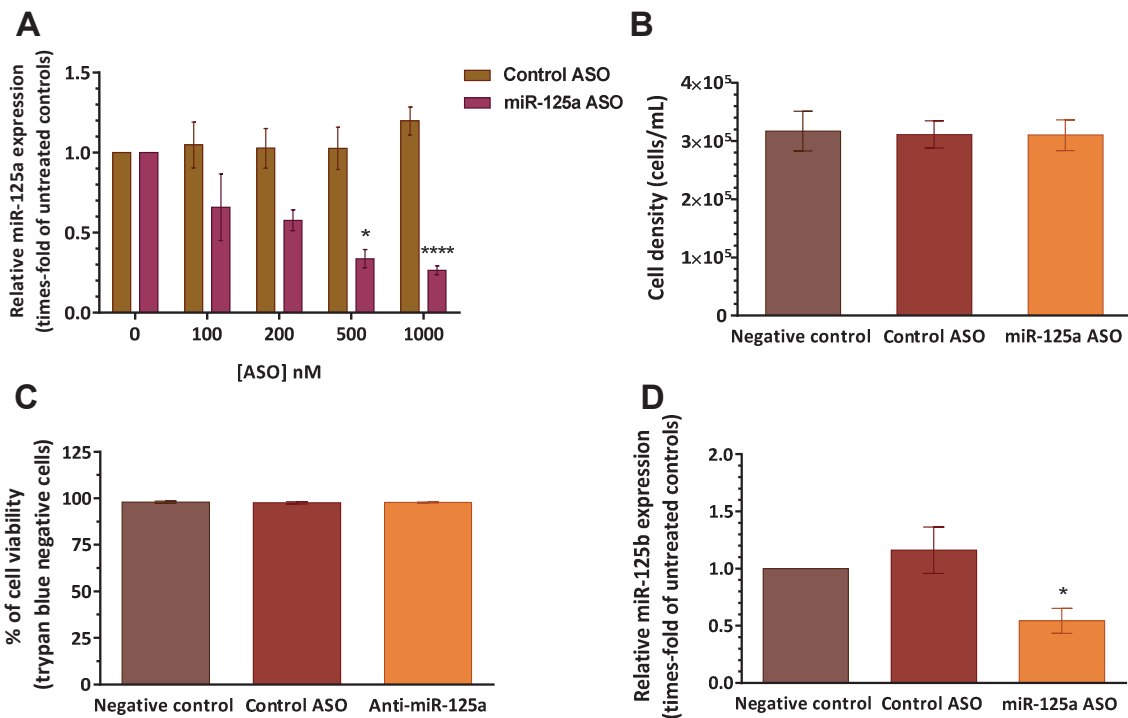 A
Relative miR-125a expression
(times-fold of untreated controls)
1.5
1.0
0.5
0.0
0 100 200 500 1000
[ASO] nM
* ****
Control ASO
miR-125a ASO
B
Cell density (cells/mL)
4×10⁵
3×10⁵
2×10⁵
1×10⁵
0
Negative control Control ASO miR-125a ASO
C
% of cell viability
(trypan blue negative cells)
125
100
75
50
25
0
Negative control Control ASO Anti-miR-125a
D
Relative miR-125b expression
(times-fold of untreated controls)
2.0
1.5
1.0
0.5
0.0
*
Negative control Control ASO miR-125a ASO